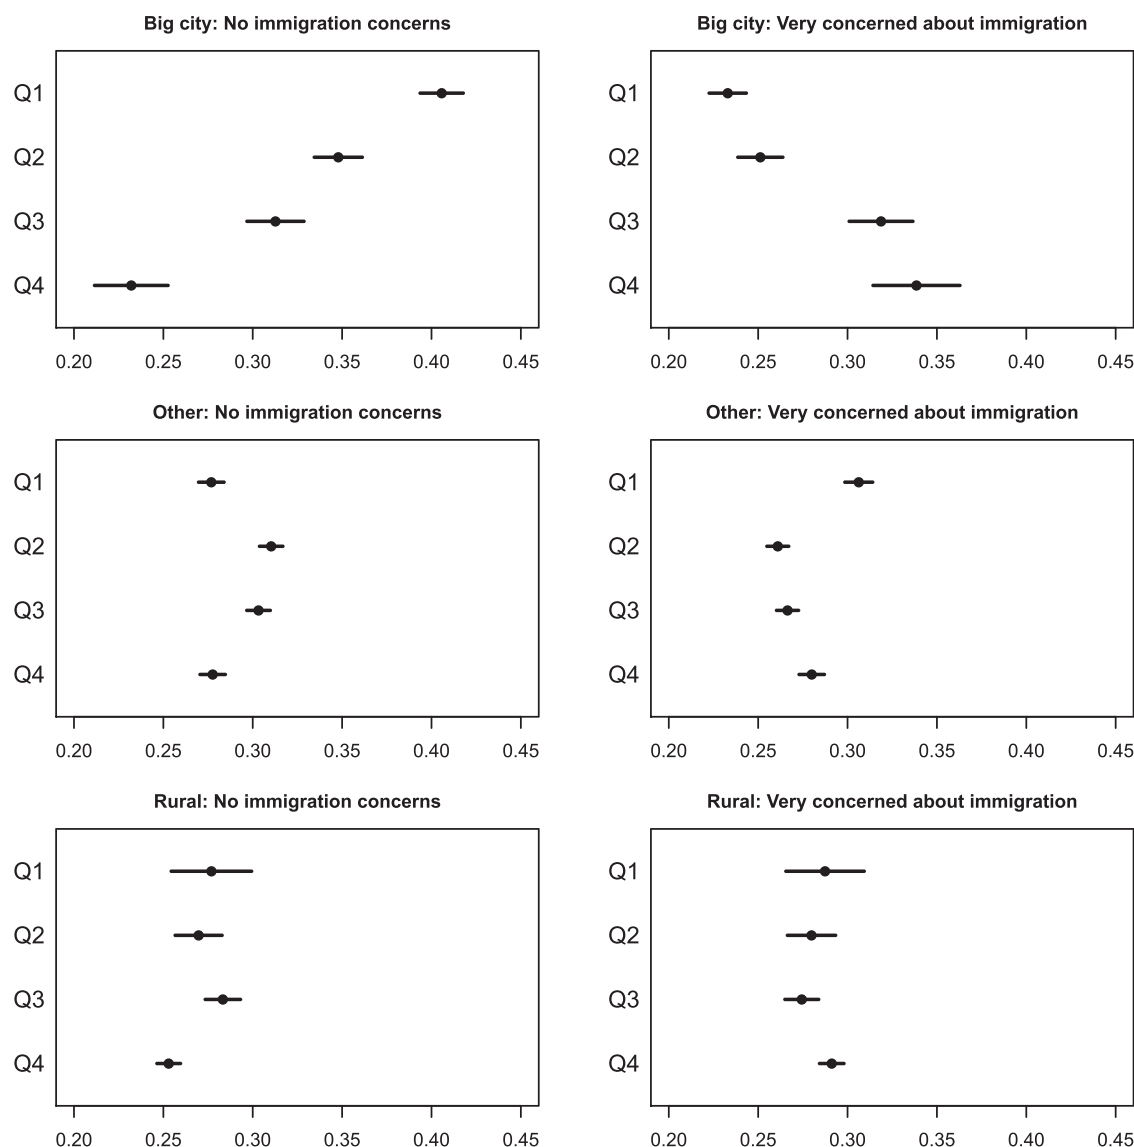 Big city: No immigration concerns
Q1
Q2
Q3
Q4
0.20 0.25 0.30 0.35 0.40 0.45
Big city: Very concerned about immigration
Q1
Q2
Q3
Q4
0.20 0.25 0.30 0.35 0.40 0.45
Other: No immigration concerns
Q1
Q2
Q3
Q4
0.20 0.25 0.30 0.35 0.40 0.45
Other: Very concerned about immigration
Q1
Q2
Q3
Q4
0.20 0.25 0.30 0.35 0.40 0.45
Rural: No immigration concerns
Q1
Q2
Q3
Q4
0.20 0.25 0.30 0.35 0.40 0.45
Rural: Very concerned about immigration
Q1
Q2
Q3
Q4
0.20 0.25 0.30 0.35 0.40 0.45